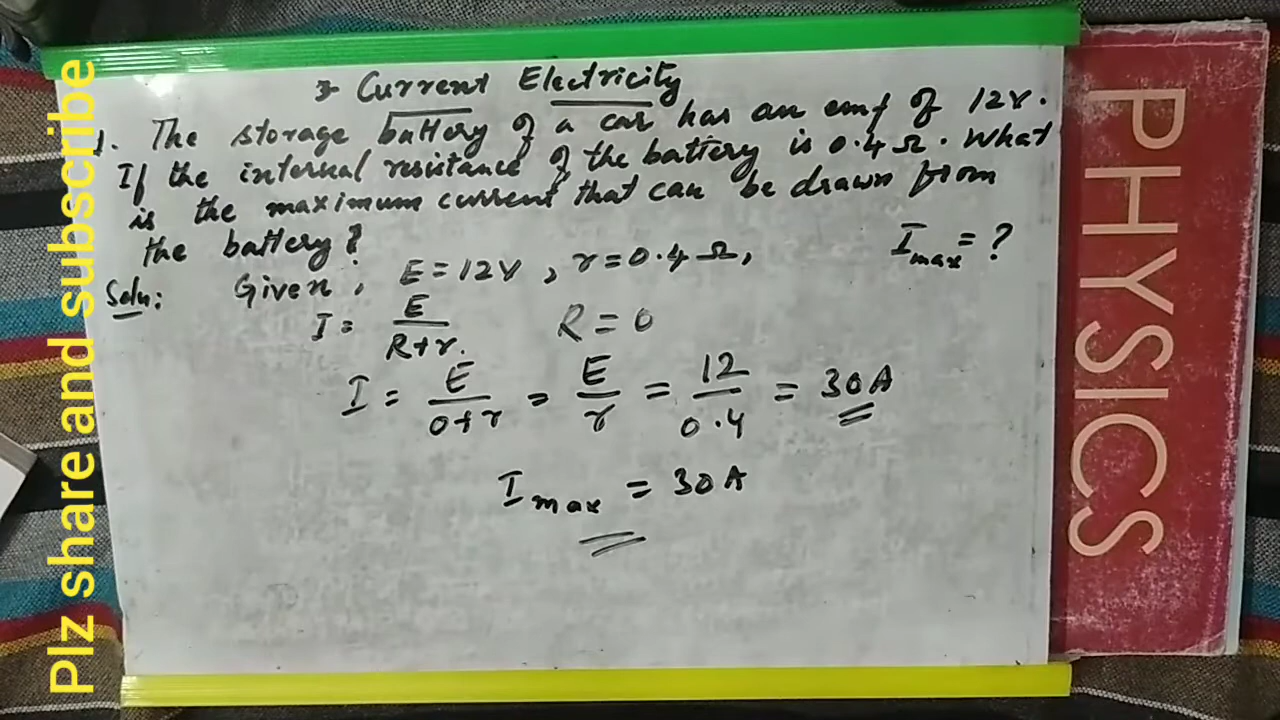 3- Current Electricity
1. The storage battery of a car has an emf of 12V.
If the internal resistance of the battery is 0.4 Ω. What
is the maximum current that can be drawn from
the battery?
Soln: Given, E = 12V, r = 0.4 Ω, I max = ?
I = E / R+r. R = 0
I = E / 0+r = E / r = 12 / 0.4 = 30A
I max = 30A
Plz share and subscribe
PHYSICS